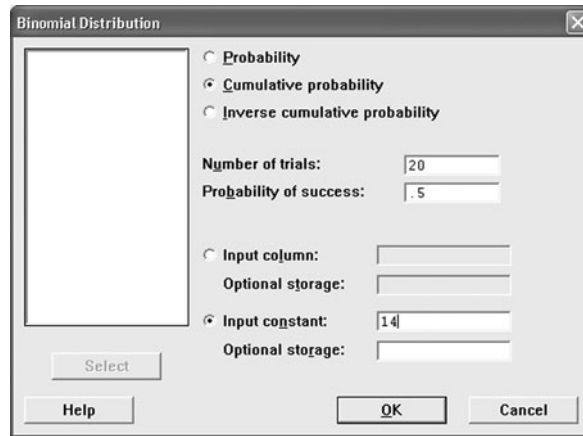 Binomial Distribution
Probability
Cumulative probability
Inverse cumulative probability
Number of trials: 20
Probability of success: .5
Input column:
Optional storage:
Input constant: 14
Optional storage:
Select
Help OK Cancel